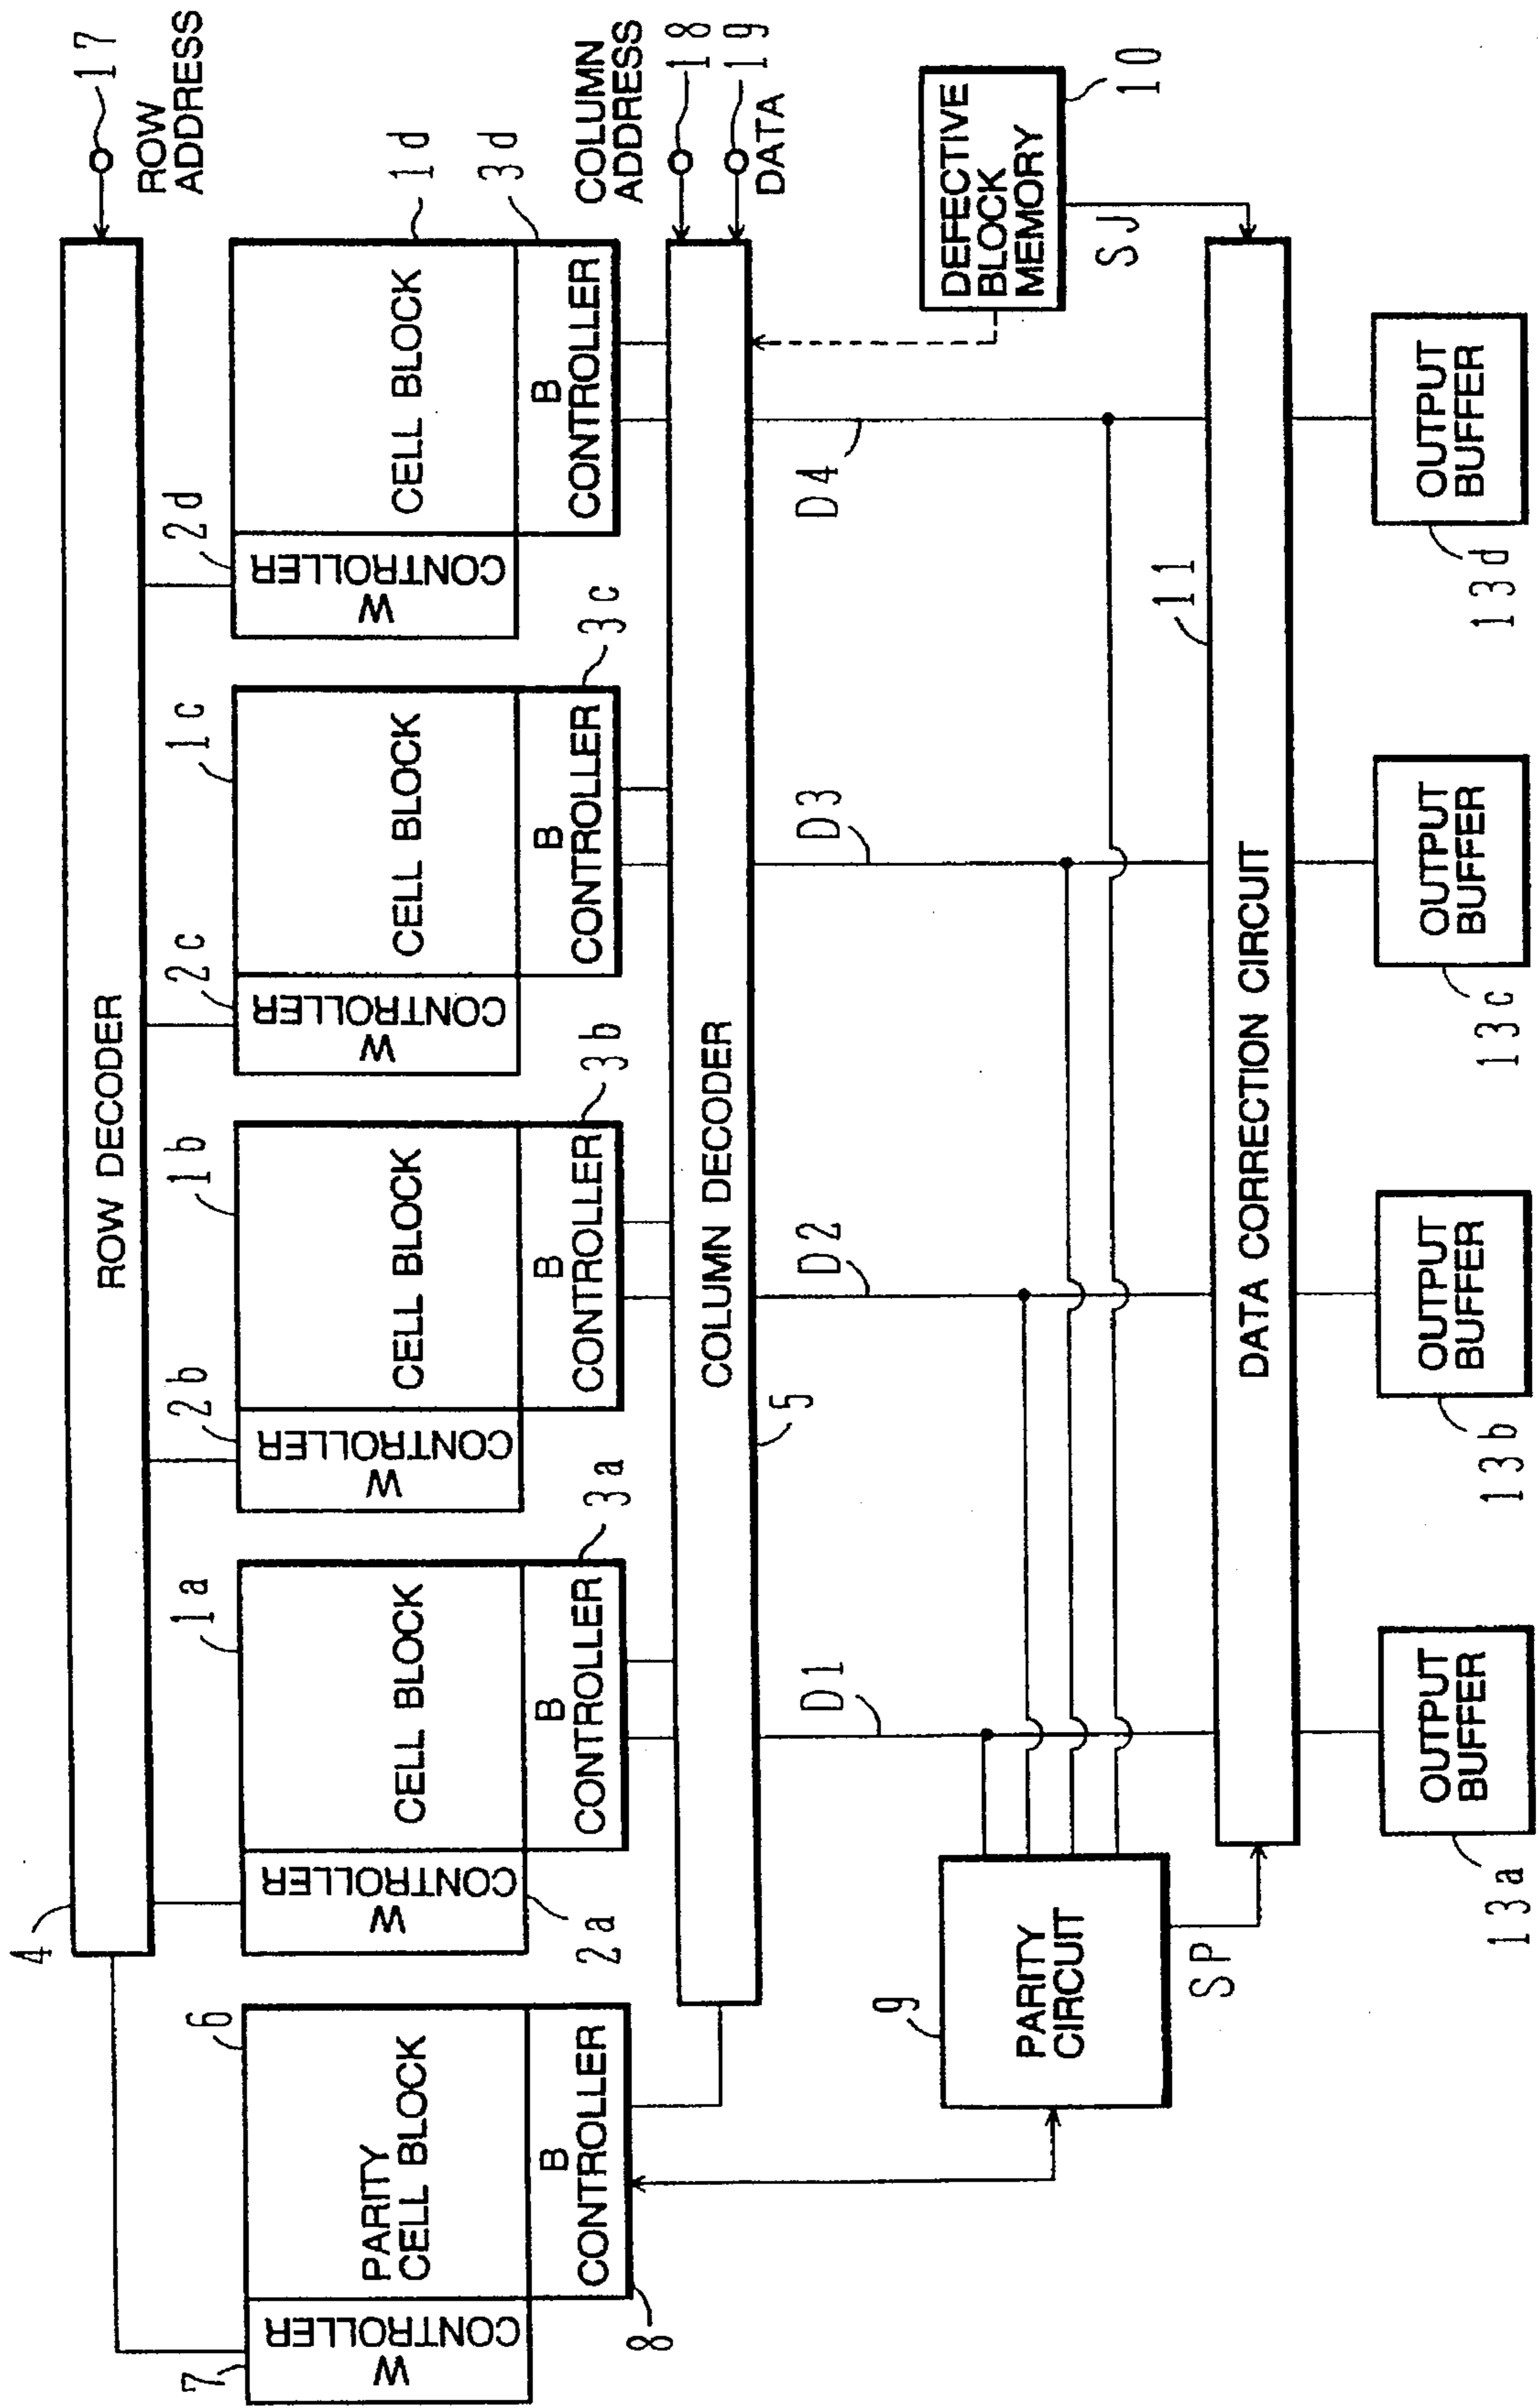 4
ROW DECODER
17
ROW
ADDRESS
7
W
CONTROLLER
6
PARITY
CELL BLOCK
B
CONTROLLER
8
W
CONTROLLER
2a
1a
CELL BLOCK
B
CONTROLLER
3a
2b
W
CONTROLLER
1b
CELL BLOCK
B
CONTROLLER
3b
2c
W
CONTROLLER
1c
CELL BLOCK
B
CONTROLLER
3c
2d
W
CONTROLLER
1d
CELL BLOCK
B
CONTROLLER
3d
COLUMN DECODER
5
COLUMN
ADDRESS
18
19
DATA
D1
D2
D3
D4
9
PARITY
CIRCUIT
SP
DEFECTIVE
BLOCK
MEMORY
10
SJ
DATA CORRECTION CIRCUIT
11
OUTPUT
BUFFER
13a
OUTPUT
BUFFER
13b
OUTPUT
BUFFER
13c
OUTPUT
BUFFER
13d